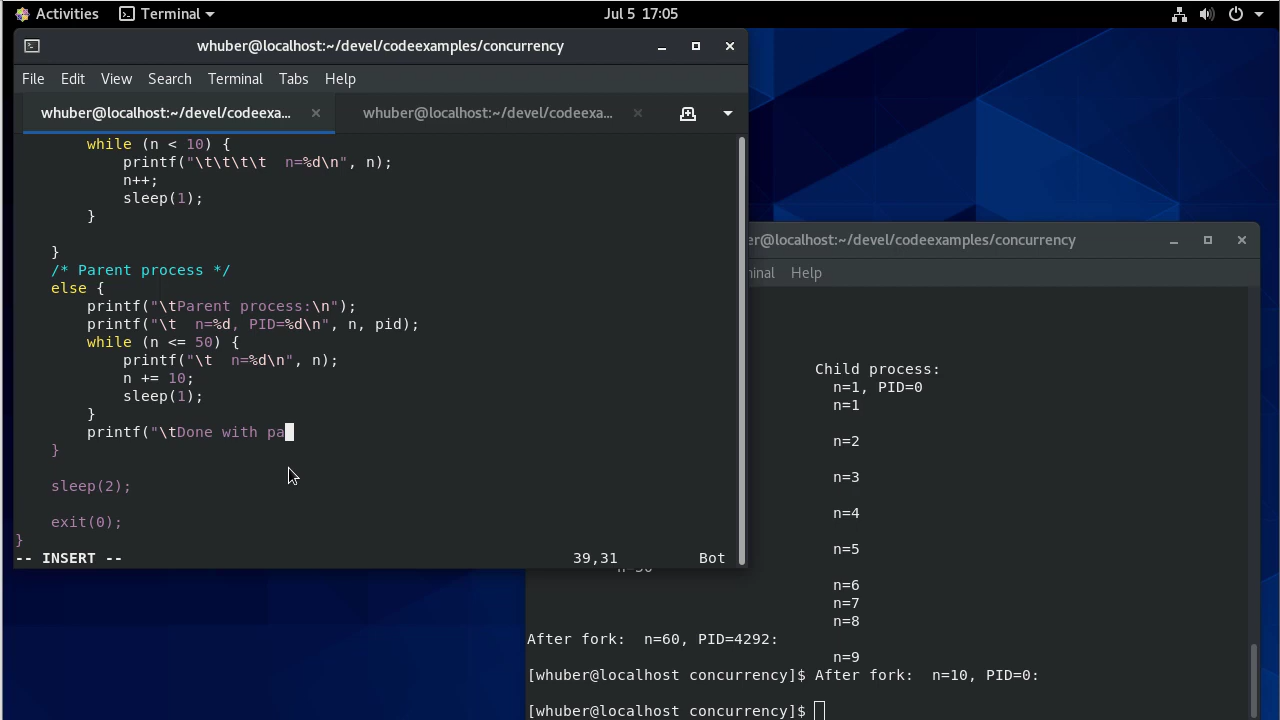 Activities Terminal Jul 5 17:05
whuber@localhost:~/devel/codeexamples/concurrency
File Edit View Search Terminal Tabs Help
whuber@localhost:~/devel/codeexa... whuber@localhost:~/devel/codeexa...
while (n < 10) {
printf("\t\t\t\t  n=%d\n", n);
n++;
sleep(1);
}
}
/* Parent process */
else {
printf("\tParent process:\n");
printf("\t  n=%d, PID=%d\n", n, pid);
while (n <= 50) {
printf("\t  n=%d\n", n);
n += 10;
sleep(1);
}
printf("\tDone with pa
}
sleep(2);
exit(0);
}
-- INSERT -- 39,31 Bot
er@localhost:~/devel/codeexamples/concurrency
inal Help
Child process:
n=1, PID=0
n=1
n=2
n=3
n=4
n=5
n=6
n=7
n=8
After fork:  n=60, PID=4292:
n=9
[whuber@localhost concurrency]$ After fork:  n=10, PID=0:
[whuber@localhost concurrency]$